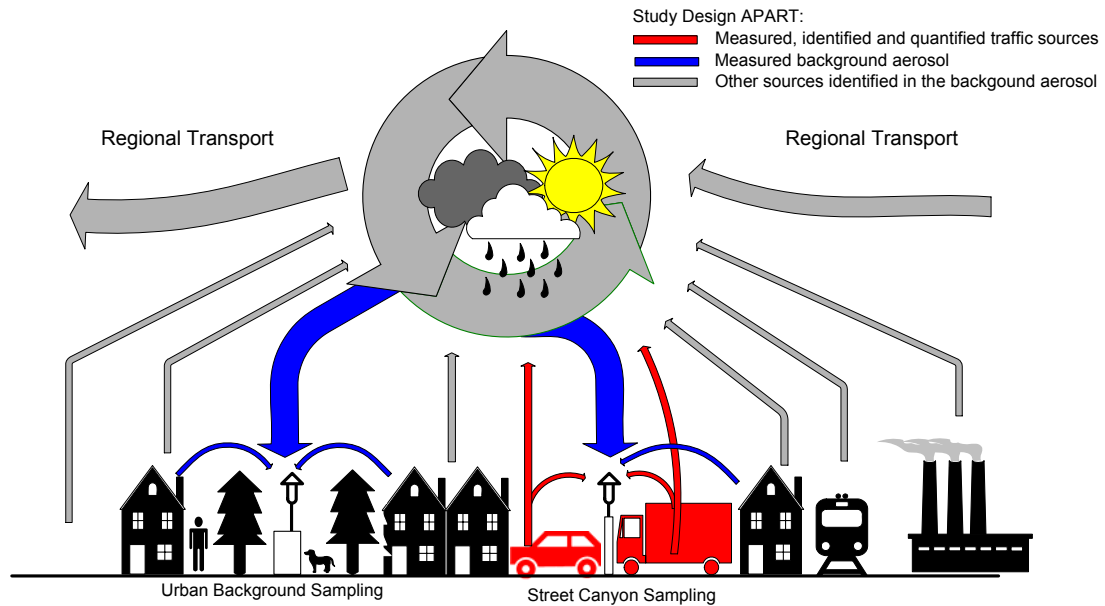 Study Design APART:
Measured, identified and quantified traffic sources
Measured background aerosol
Other sources identified in the backgound aerosol
Regional Transport
Regional Transport
Urban Background Sampling
Street Canyon Sampling